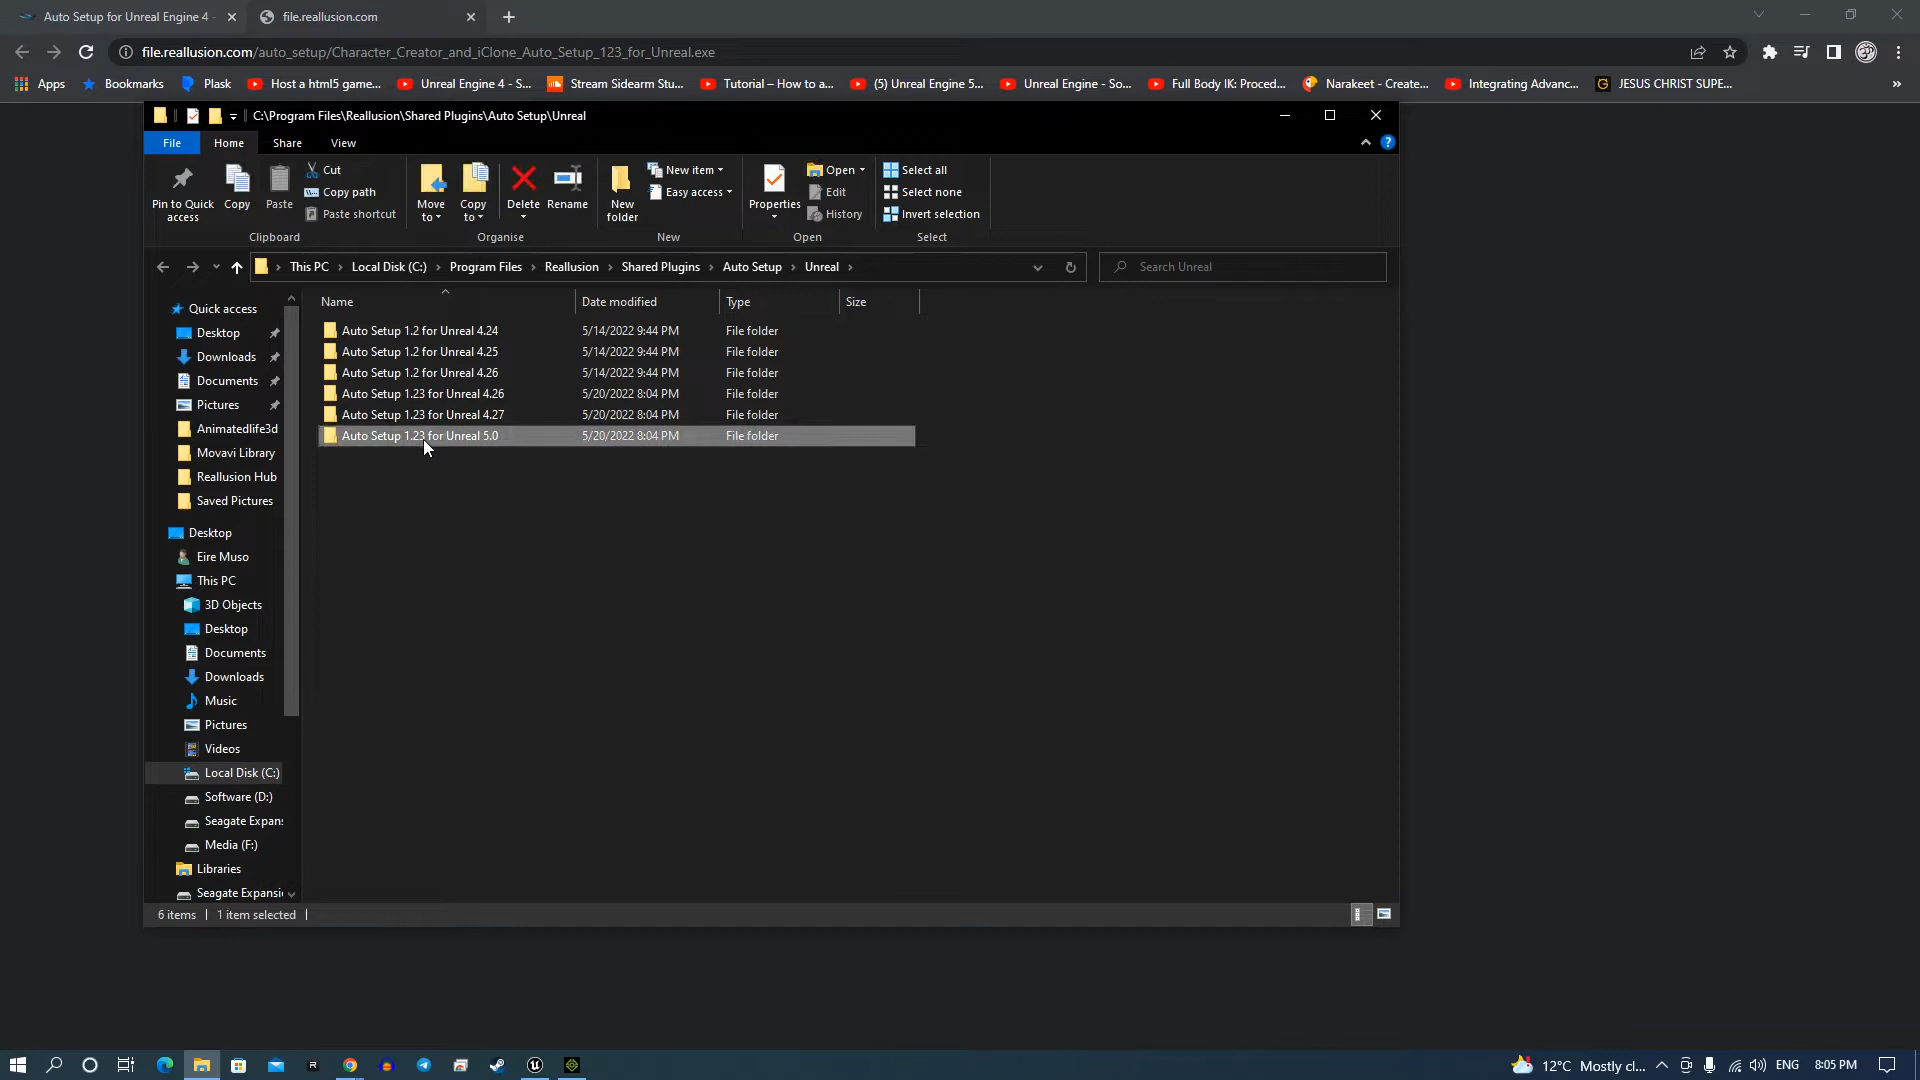 Auto Setup for Unreal Engine 4 -
file.reallusion.com
file.reallusion.com/auto_setup/Character_Creator_and_iClone_Auto_Setup_123_for_Unreal.exe
Apps Bookmarks Plask Host a html5 game... Unreal Engine 4 - S... Stream Sidearm Stu... Tutorial – How to a... (5) Unreal Engine 5... Unreal Engine - So... Full Body IK: Proced... Narakeet - Create... Integrating Advanc... JESUS CHRIST SUPE... »
C:\Program Files\Reallusion\Shared Plugins\Auto Setup\Unreal
File Home Share View
Pin to Quick access
Copy
Paste
Cut
Copy path
Paste shortcut
Clipboard
Move to
Copy to
Delete
Rename
Organise
New folder
New item
Easy access
New
Properties
Open
Edit
History
Open
Select all
Select none
Invert selection
Select
This PC › Local Disk (C:) › Program Files › Reallusion › Shared Plugins › Auto Setup › Unreal ›
Search Unreal
Name Date modified Type Size
Auto Setup 1.2 for Unreal 4.24 5/14/2022 9:44 PM File folder
Auto Setup 1.2 for Unreal 4.25 5/14/2022 9:44 PM File folder
Auto Setup 1.2 for Unreal 4.26 5/14/2022 9:44 PM File folder
Auto Setup 1.23 for Unreal 4.26 5/20/2022 8:04 PM File folder
Auto Setup 1.23 for Unreal 4.27 5/20/2022 8:04 PM File folder
Auto Setup 1.23 for Unreal 5.0 5/20/2022 8:04 PM File folder
Quick access
Desktop
Downloads
Documents
Pictures
Animatedlife3d
Movavi Library
Reallusion Hub
Saved Pictures
Desktop
Eire Muso
This PC
3D Objects
Desktop
Documents
Downloads
Music
Pictures
Videos
Local Disk (C:)
Software (D:)
Seagate Expan
Media (F:)
Libraries
Seagate Expansi
6 items 1 item selected
12°C Mostly cl... ENG 8:05 PM